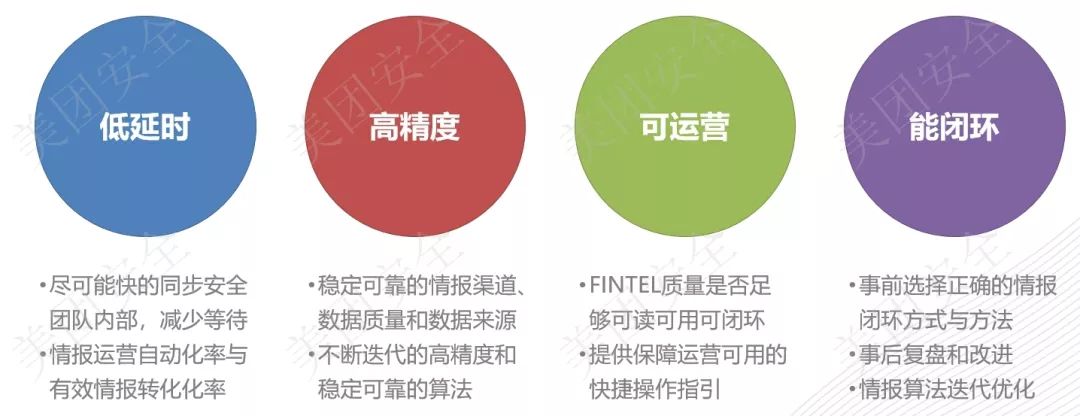 低延时
高精度
可运营
能闭环
•尽可能快的同步安全
团队内部，减少等待
•情报运营自动化率与
有效情报转化化率
•稳定可靠的情报渠道、
数据质量和数据来源
•不断迭代的高精度和
稳定可靠的算法
•FINTEL质量是否足
够可读可用可闭环
•提供保障运营可用的
快捷操作指引
•事前选择正确的情报
闭环方式与方法
•事后复盘和改进
•情报算法迭代优化
美团安全
美团安全
美团安全
美团安全
美团安全
美团安全
美团安全
美团安全